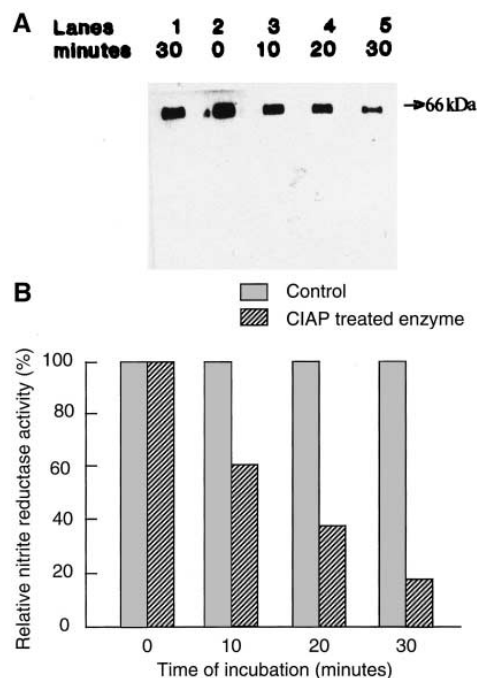 A Lanes 1 2 3 4 5
minutes 30 0 10 20 30
→66 kDa
B
Control
CIAP treated enzyme
Relative nitrite reductase activity (%)
100
80
60
40
20
0
0 10 20 30
Time of incubation (minutes)